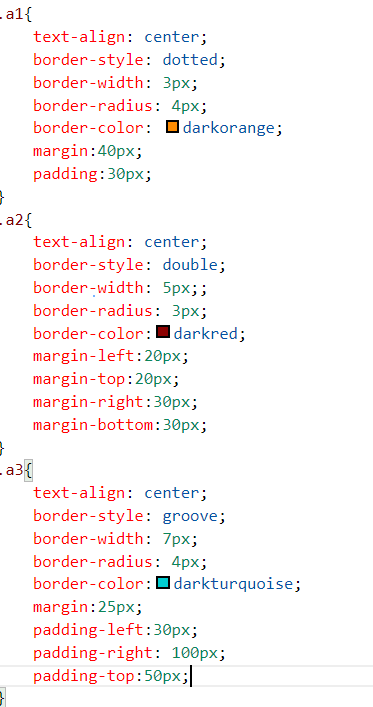 .a1{
text-align: center;
border-style: dotted;
border-width: 3px;
border-radius: 4px;
border-color: darkorange;
margin:40px;
padding:30px;
}
.a2{
text-align: center;
border-style: double;
border-width: 5px;;
border-radius: 3px;
border-color:darkred;
margin-left:20px;
margin-top:20px;
margin-right:30px;
margin-bottom:30px;
}
.a3{
text-align: center;
border-style: groove;
border-width: 7px;
border-radius: 4px;
border-color:darkturquoise;
margin:25px;
padding-left:30px;
padding-right: 100px;
padding-top:50px;
}